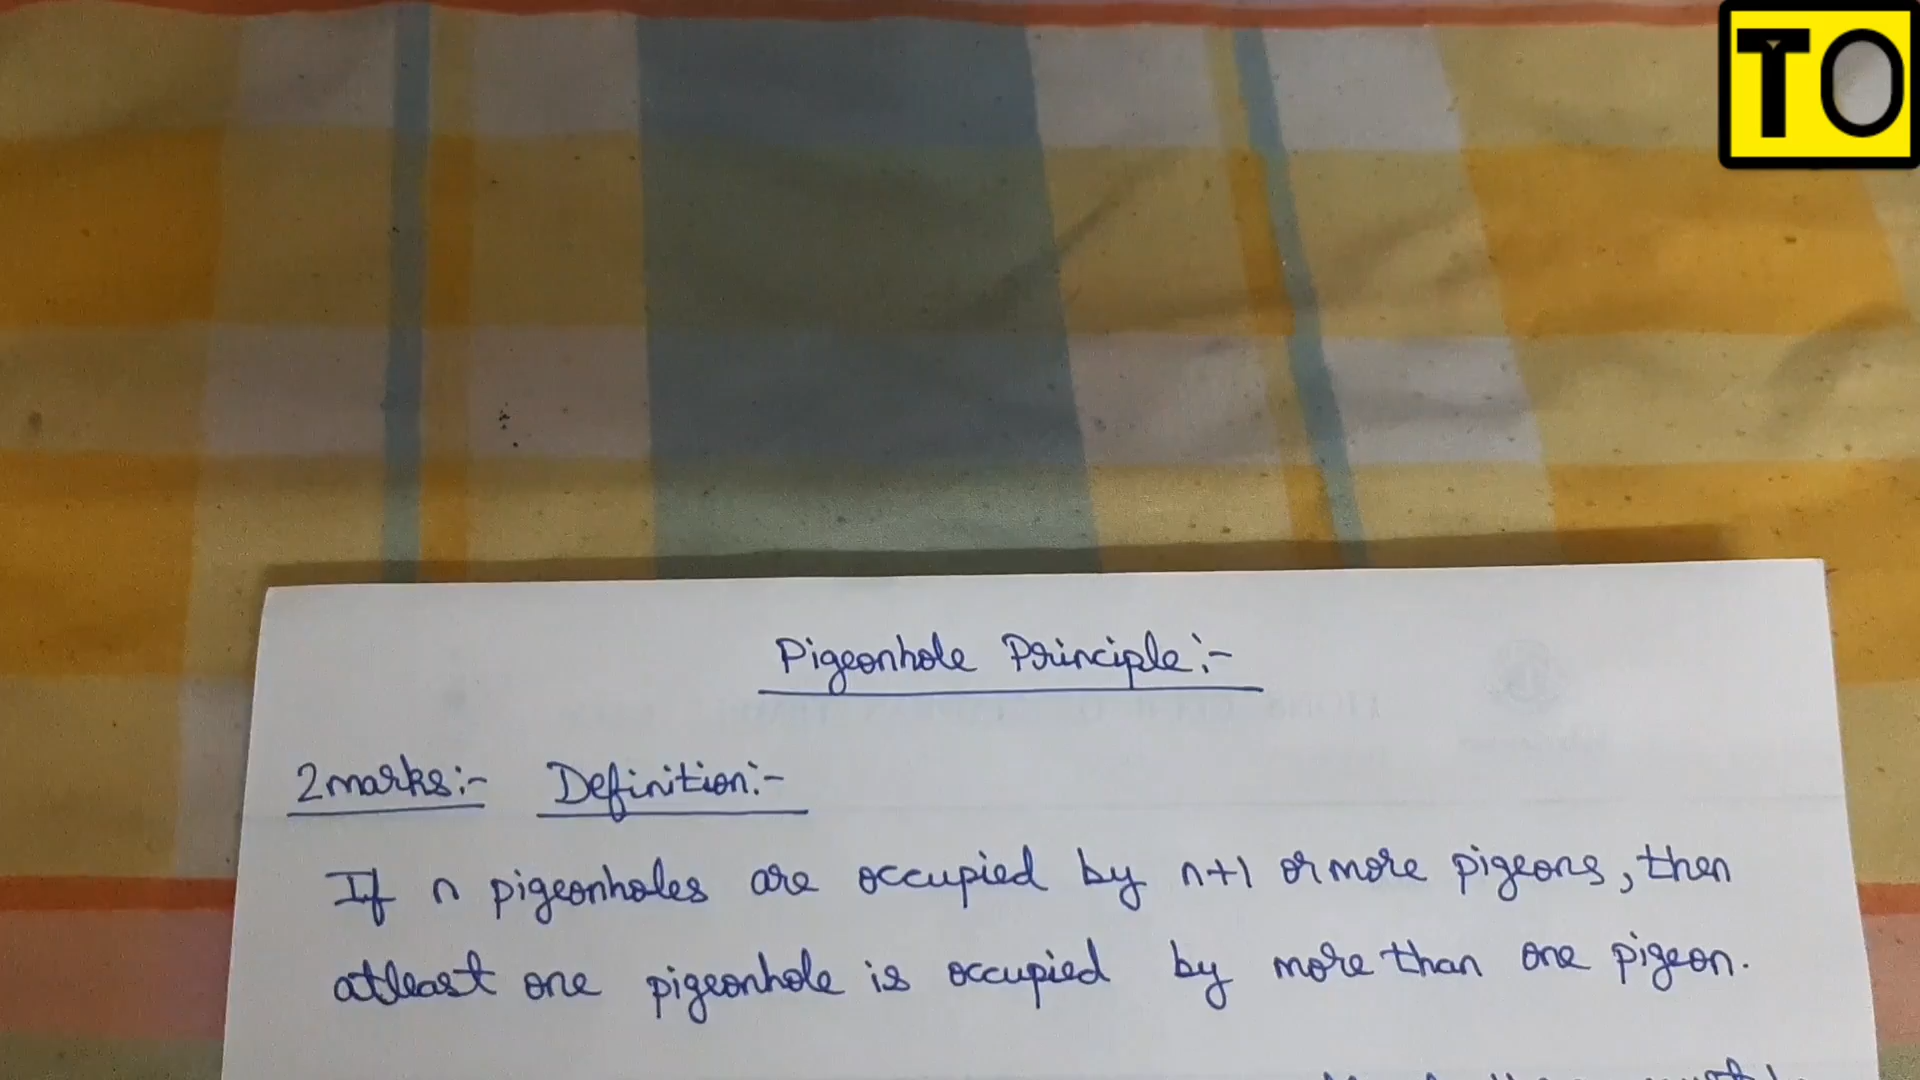 TO
Pigeonhole Principle:-
2marks:- Definition:-
If n pigeonholes are occupied by n+1 or more pigeons, then
atleast one pigeonhole is occupied by more than one pigeon.